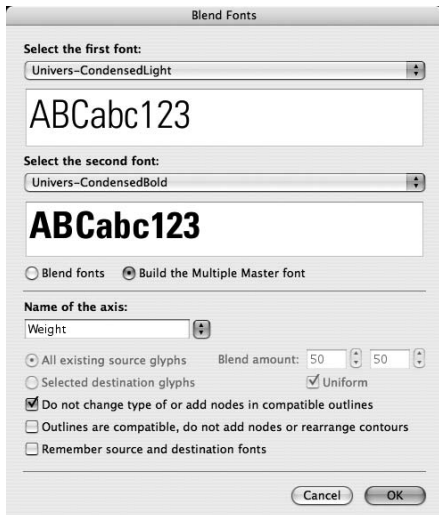 Blend Fonts
Select the first font:
Univers-CondensedLight
ABCabc123
Select the second font:
Univers-CondensedBold
ABCabc123
Blend fonts Build the Multiple Master font
Name of the axis:
Weight
All existing source glyphs Blend amount: 50 50
Selected destination glyphs Uniform
Do not change type of or add nodes in compatible outlines
Outlines are compatible, do not add nodes or rearrange contours
Remember source and destination fonts
Cancel OK